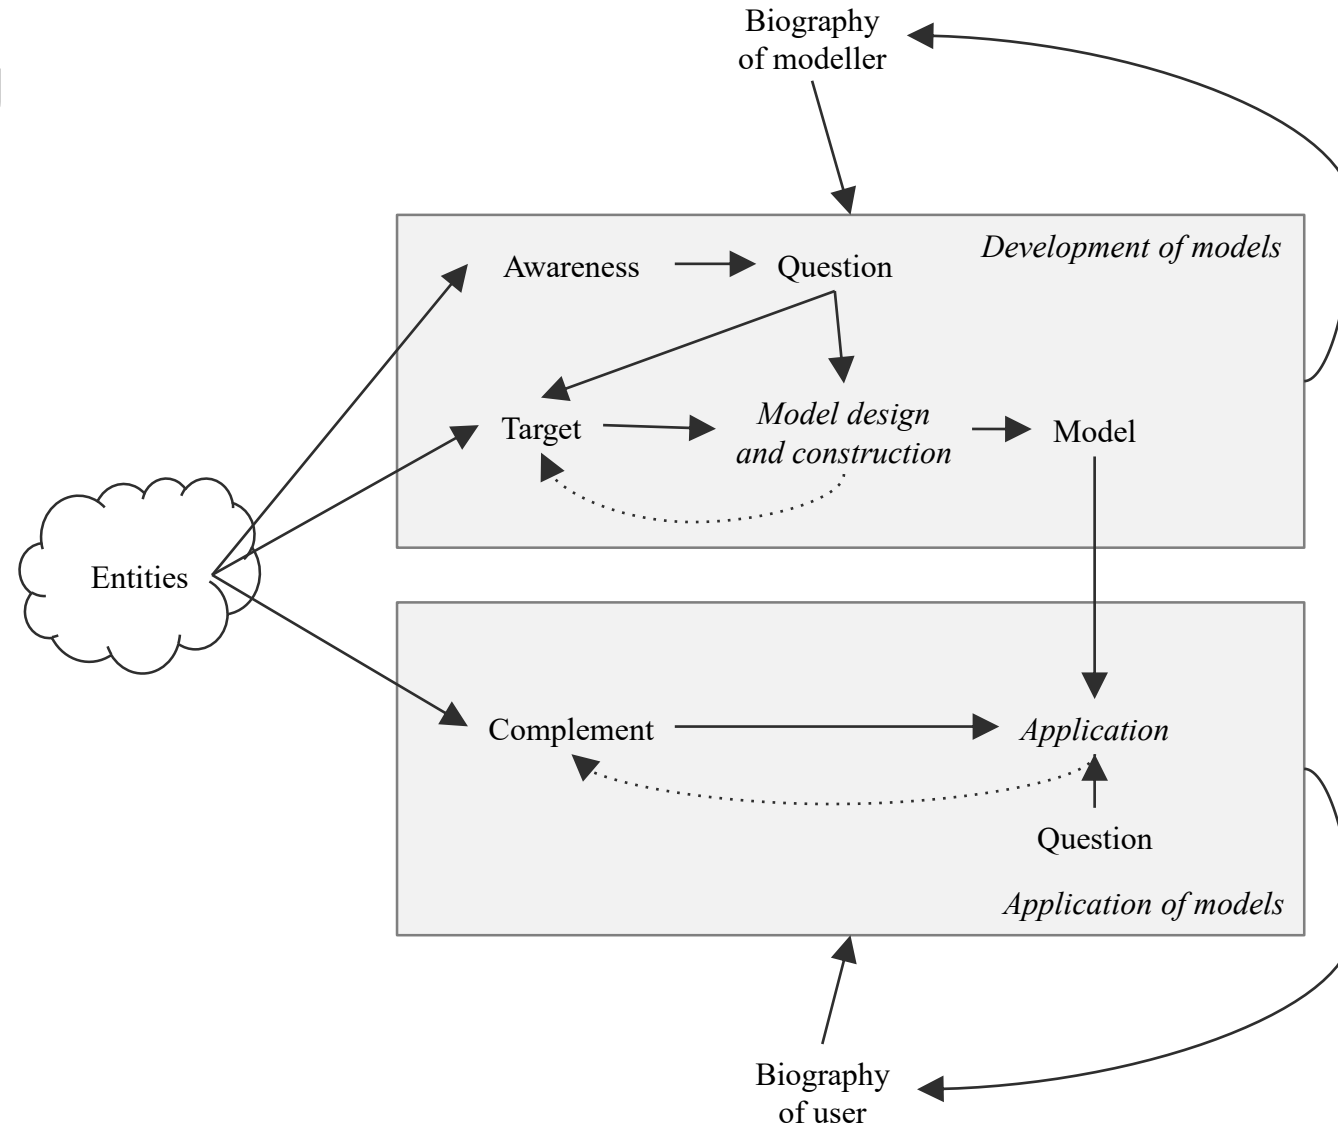 Biography
of modeller
Development of models
Awareness
Question
Target
Model design
and construction
Model
Entities
Complement
Application
Question
Application of models
Biography
of user